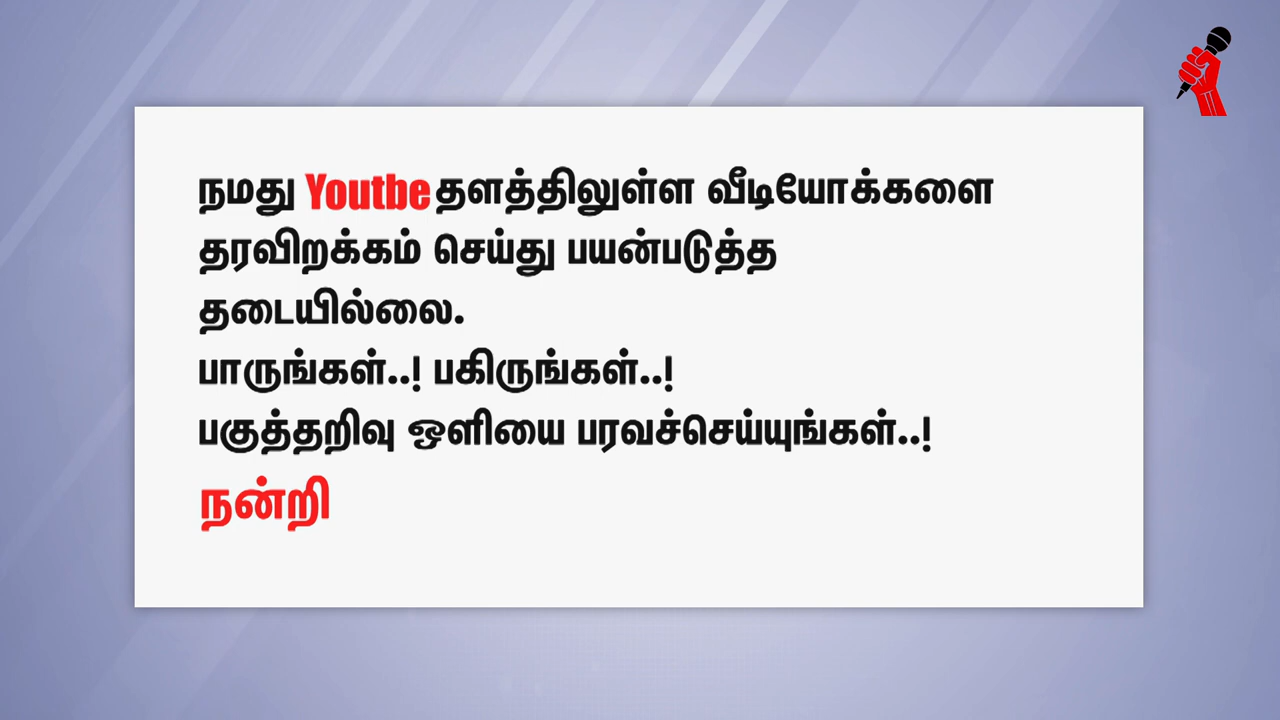 நமது Youtbe தளத்திலுள்ள வீடியோக்களை
தரவிறக்கம் செய்து பயன்படுத்த
தடையில்லை.
பாருங்கள்..! பகிருங்கள்..!
பகுத்தறிவு ஒளியை பரவச்செய்யுங்கள்..!
நன்றி